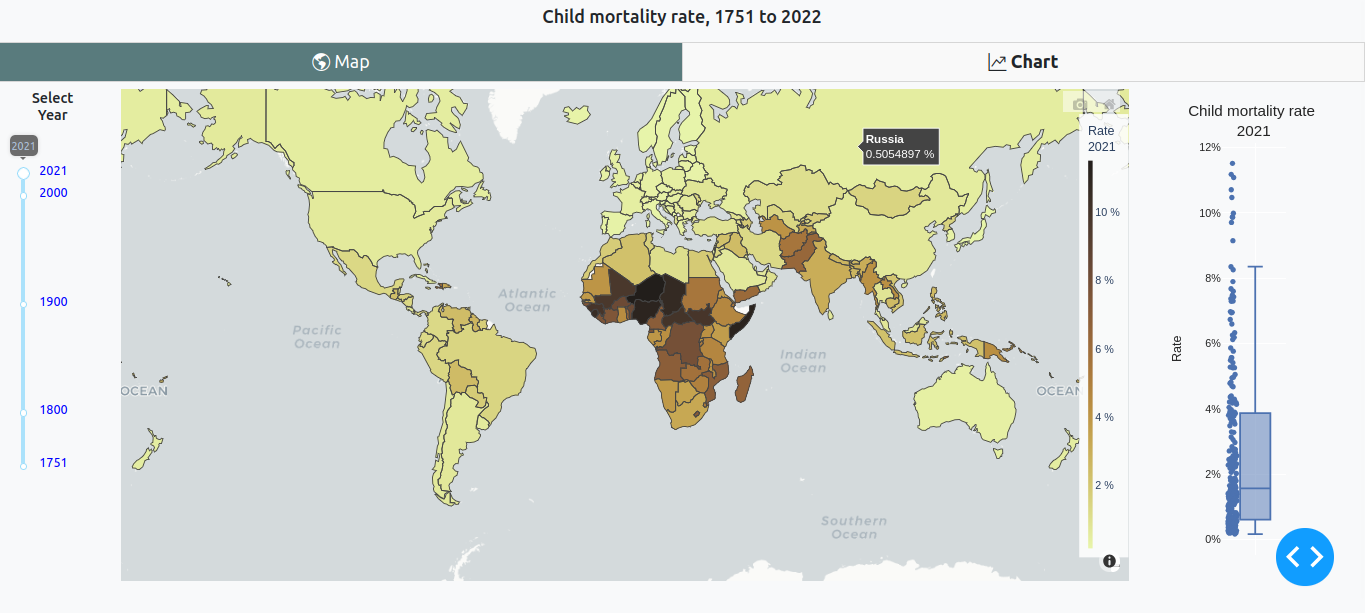 Child mortality rate, 1751 to 2022
Map
Chart
Select
Year
2021
2021
2000
1900
1800
1751
Atlantic
Ocean
Pacific
Ocean
Indian
Ocean
Southern
Ocean
OCEAN
OCEAN
Russia
0.5054897 %
Rate
2021
10 %
8 %
6 %
4 %
2 %
Child mortality rate
2021
12%
10%
8%
6%
4%
2%
0%
Rate